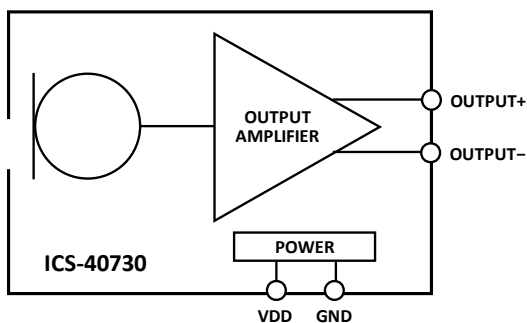 OUTPUT
AMPLIFIER
OUTPUT+
OUTPUT−
POWER
ICS-40730
VDD
GND